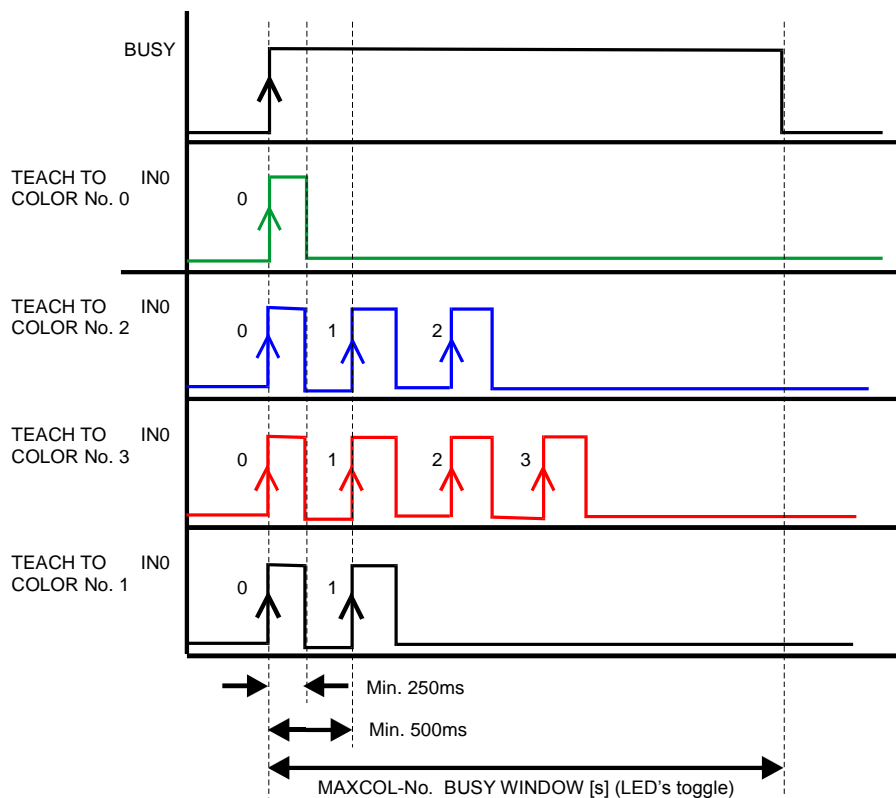 BUSY
TEACH TO IN0
COLOR No. 0
0
TEACH TO IN0
COLOR No. 2
0 1 2
TEACH TO IN0
COLOR No. 3
0 1 2 3
TEACH TO IN0
COLOR No. 1
0 1
Min. 250ms
Min. 500ms
MAXCOL-No. BUSY WINDOW [s] (LED's toggle)